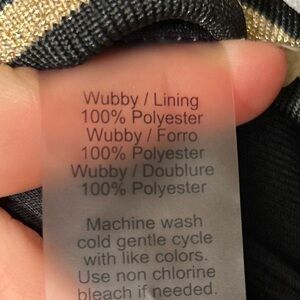 Wubby / Lining
100% Polyester
Wubby / Forro
100% Polyester
Wubby / Doublure
100% Polyester
Machine wash
cold gentle cycle
with like colors.
Use non chlorine
bleach if needed.